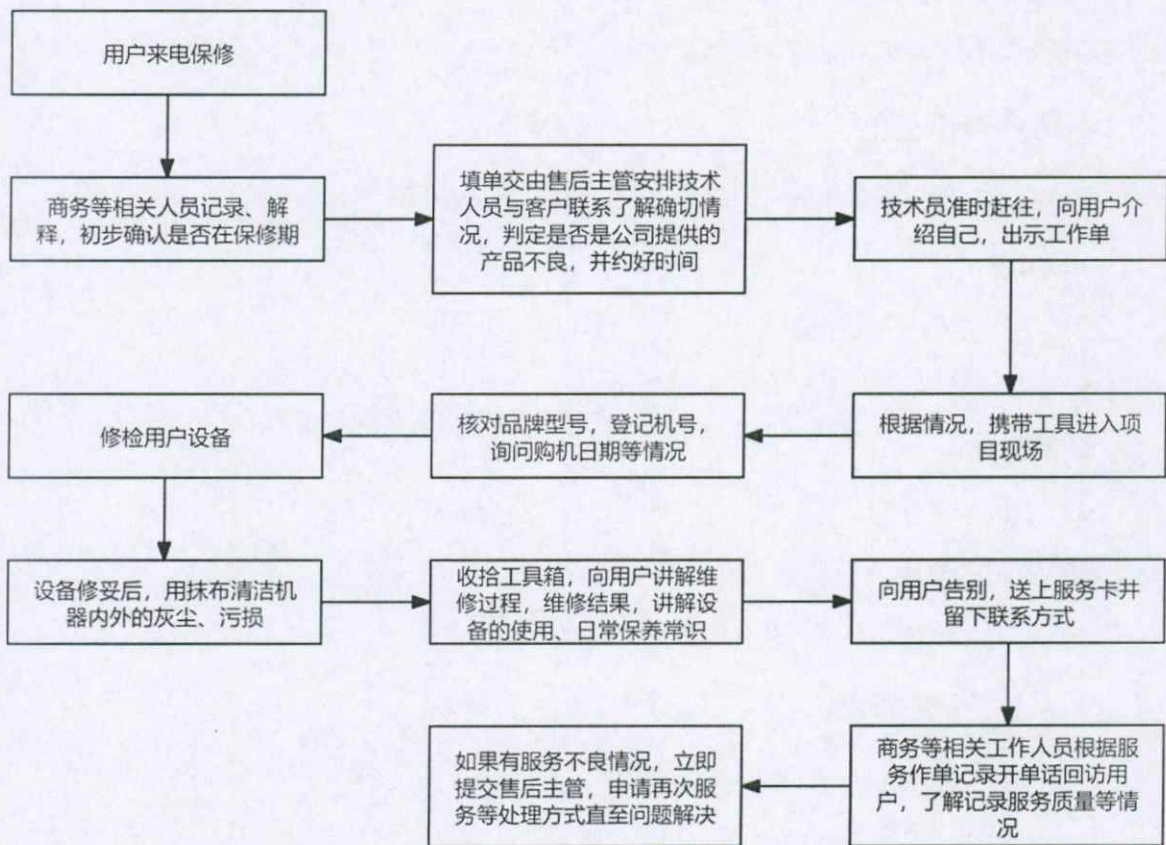 用户来电保修
商务等相关人员记录、解
释，初步确认是否在保修期
填单交由售后主管安排技术
人员与客户联系了解确切情
况，判定是否是公司提供的
产品不良，并约好时间
技术员准时赶往，向用户介
绍自己，出示工作单
根据情况，携带工具进入项
目现场
核对品牌型号，登记机号，
询问购机日期等情况
修检用户设备
设备修妥后，用抹布清洁机
器内外的灰尘、污损
收拾工具箱，向用户讲解维
修过程，维修结果，讲解设
备的使用、日常保养常识
向用户告别，送上服务卡井
留下联系方式
商务等相关工作人员根据服
务作单记录开单话回访用
户，了解记录服务质量等情
况
如果有服务不良情况，立即
提交售后主管，申请再次服
务等处理方式直至问题解决